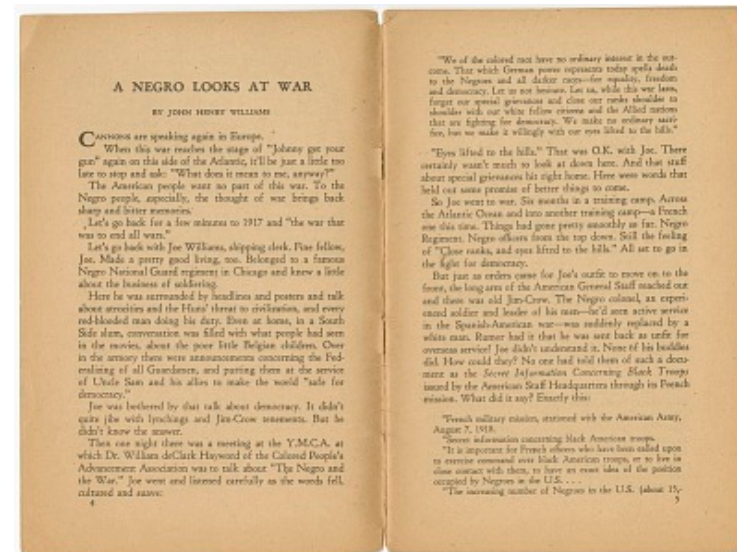 A NEGRO LOOKS AT WAR
BY JOHN HENRY WILLIAMS
CANNONS are speaking again in Europe.
When this war reaches the stage of "Johnny get your
gun" again on this side of the Atlantic, it'll be just a little too
late to stop and ask: "What does it mean to me, anyway?"
The American people want no part of this war. To the
Negro people, especially, the thought of war brings back
sharp and bitter memories.
Let's go back for a few minutes to 1917 and "the war that
was to end all wars."
Let's go back with Joe Williams, shipping clerk. Fine fellow,
Joe. Made a pretty good living, too. Belonged to a famous
Negro National Guard regiment in Chicago and knew a little
about the business of soldiering.
Here he was surrounded by headlines and posters and talk
about atrocities and the Huns' threat to civilization, and every
red-blooded man doing his duty. Even at home, in a South
Side slum, conversation was filled with what people had seen
in the movies, about the poor little Belgian children. Over
in the armory there were announcements concerning the Fed-
eralizing of all Guardsmen, and putting them at the service
of Uncle Sam and his allies to make the world "safe for
democracy."
Joe was bothered by that talk about democracy. It didn't
quite jibe with lynchings and Jim-Crow tenements. But he
didn't know the answer.
Then one night there was a meeting at the Y.M.C.A. at
which Dr. William deClark Hayword of the Colored People's
Advancement Association was to talk about "The Negro and
the War." Joe went and listened carefully as the words fell,
cultured and suave:
4
"We of the colored race have no ordinary interest in the out-
come. That which German power represents today spells death
to the Negroes and all darker races—for equality, freedom
and democracy. Let us not hesitate. Let us, while this war lasts,
forget our special grievances and close our ranks shoulder to
shoulder with our white fellow citizens and the Allied nations
that are fighting for democracy. We make no ordinary sacri-
fice, but we make it willingly with our eyes lifted to the hills."
"Eyes lifted to the hills." That was O.K. with Joe. There
certainly wasn't much to look at down here. And that stuff
about special grievances hit right home. Here were words that
held out some promise of better things to come.
So Joe went to war. Six months in a training camp. Across
the Atlantic Ocean and into another training camp—a French
one this time. Things had gone pretty smoothly so far. Negro
Regiment. Negro officers from the top down. Still the feeling
of "Close ranks, and eyes lifted to the hills." All set to go in
the fight for democracy.
But just as orders came for Joe's outfit to move on to the
front, the long arm of the American General Staff reached out
and there was old Jim-Crow. The Negro colonel, an experi-
enced soldier and leader of his men—he'd seen active service
in the Spanish-American war—was suddenly replaced by a
white man. Rumor had it that he was sent back as unfit for
overseas service! Joe didn't understand it. None of his buddies
did. How could they? No one had told them of such a docu-
ment as the Secret Information Concerning Black Troops
issued by the American Staff Headquarters through its French
mission. What did it say? Exactly this:
"French military mission, stationed with the American Army,
August 7, 1918.
"Secret information concerning black American troops.
"It is important for French officers who have been called upon
to exercise command over black American troops, or to live in
close contact with them, to have an exact idea of the position
occupied by Negroes in the U.S. . . .
"The increasing number of Negroes in the U.S. (about 15,-
5